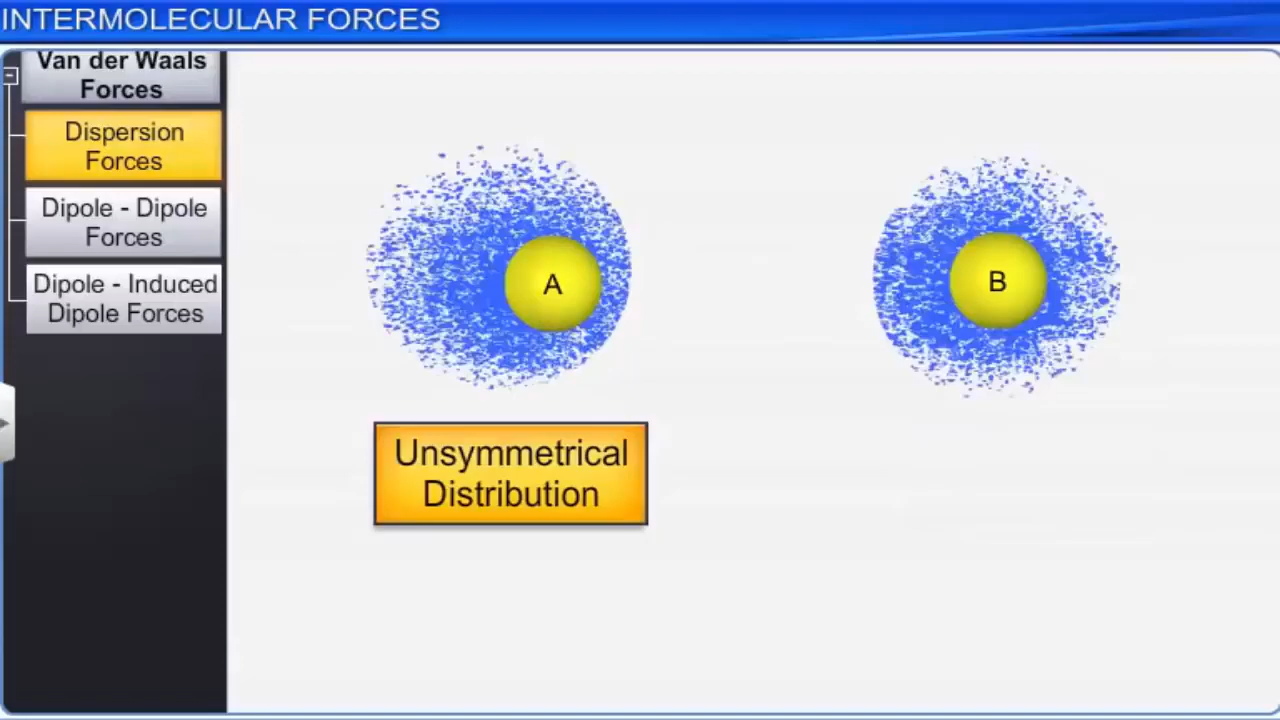 INTERMOLECULAR FORCES
Van der Waals
Forces
Dispersion
Forces
Dipole - Dipole
Forces
Dipole - Induced
Dipole Forces
A
B
Unsymmetrical
Distribution